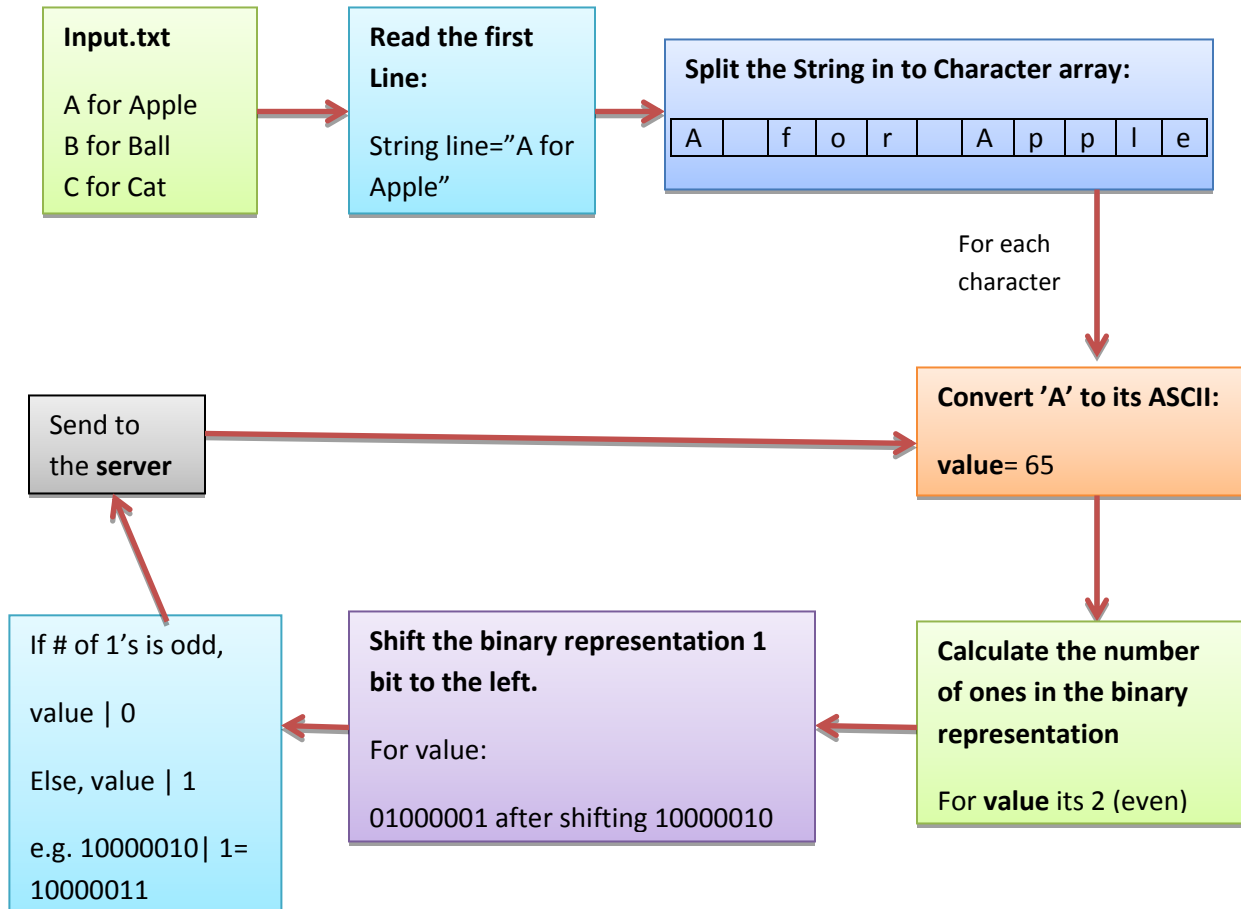 Input.txt
A for Apple
B for Ball
C for Cat
Read the first
Line:
String line=”A for
Apple”
Split the String in to Character array:
A f o r A p p l e
For each
character
Convert ’A’ to its ASCII:
value= 65
Calculate the number
of ones in the binary
representation
For value its 2 (even)
Shift the binary representation 1
bit to the left.
For value:
01000001 after shifting 10000010
If # of 1’s is odd,
value | 0
Else, value | 1
e.g. 10000010| 1=
10000011
Send to
the server